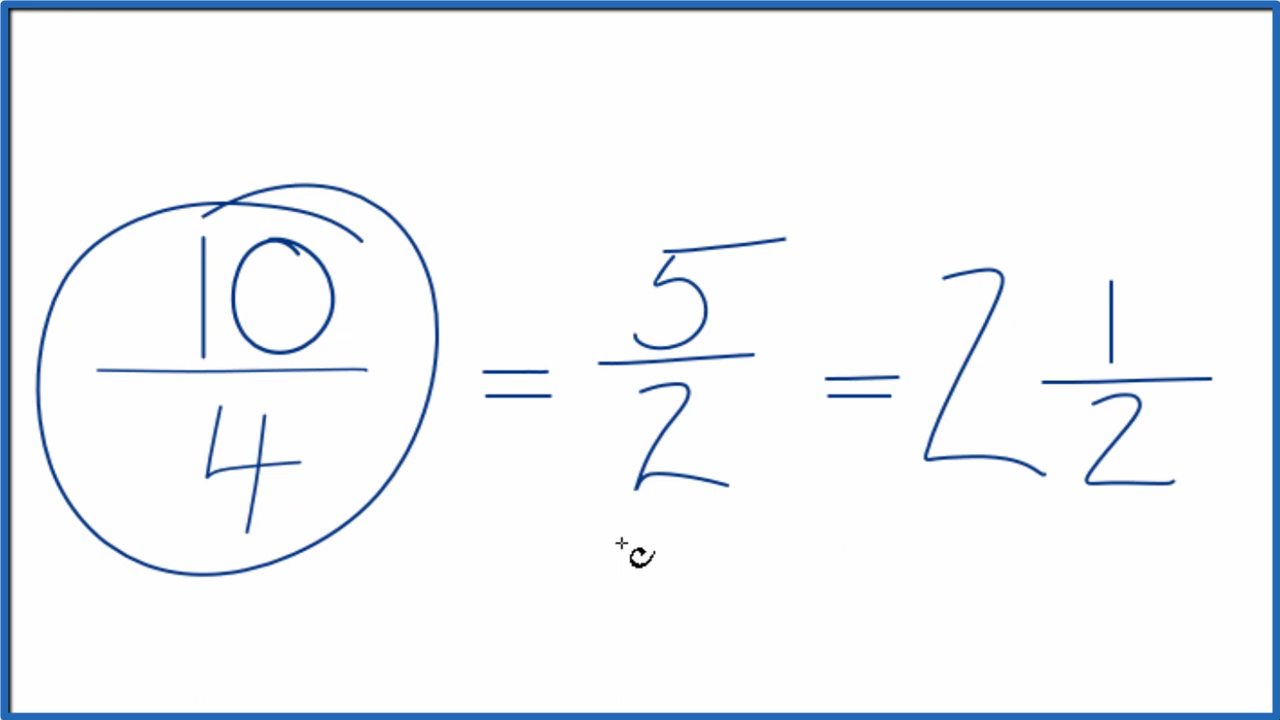 10/4 = 5/2 = 2 1/2